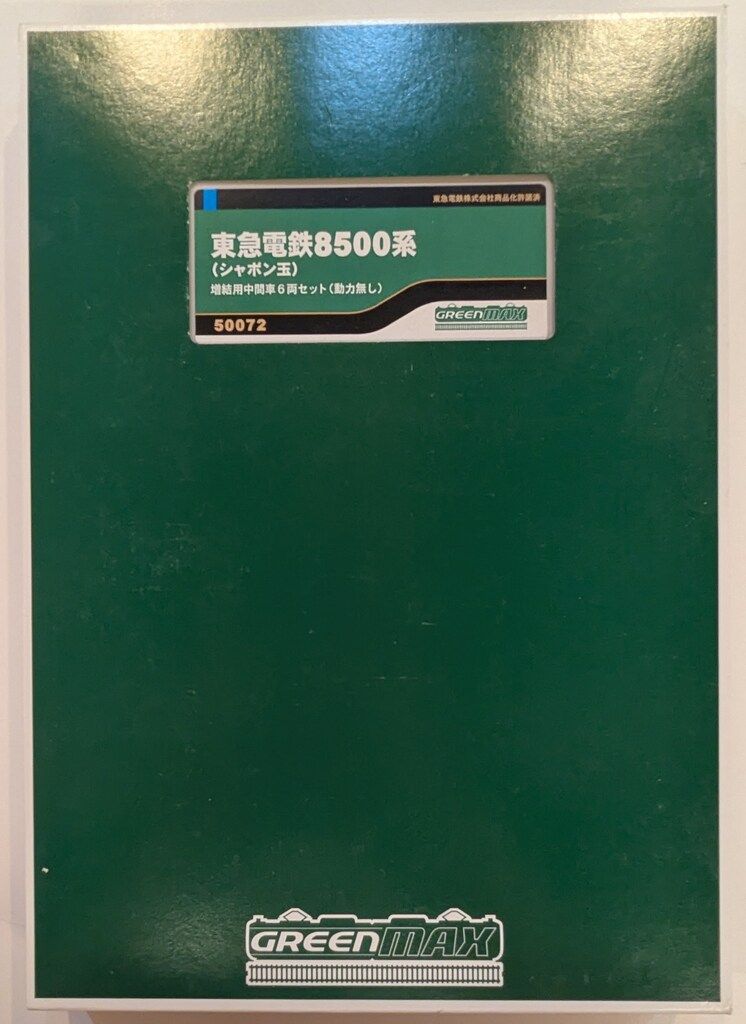 東急電鉄株式会社商品化許諾済
東急電鉄8500系
(シャボン玉)
増結用中間車6両セット(動力無し)
50072
GREENMAX
GREENMAX